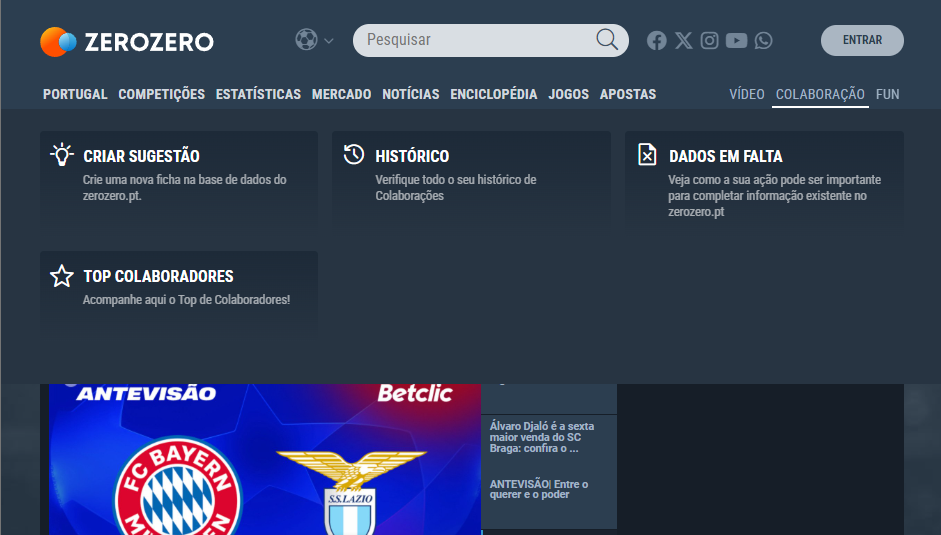 ZEROZERO
Pesquisar
ENTRAR
PORTUGAL COMPETIÇÕES ESTATÍSTICAS MERCADO NOTÍCIAS ENCICLOPÉDIA JOGOS APOSTAS VÍDEO COLABORAÇÃO FUN
CRIAR SUGESTÃO
Crie uma nova ficha na base de dados do
zerozero.pt.
HISTÓRICO
Verifique todo o seu histórico de
Colaborações
DADOS EM FALTA
Veja como a sua ação pode ser importante
para completar informação existente no
zerozero.pt
TOP COLABORADORES
Acompanhe aqui o Top de Colaboradores!
ANTEVISÃO
Betclic
FC BAYERN
S.S.LAZIO
Álvaro Djaló é a sexta
maior venda do SC
Braga: confira o ...
ANTEVISÃO| Entre o
querer e o poder